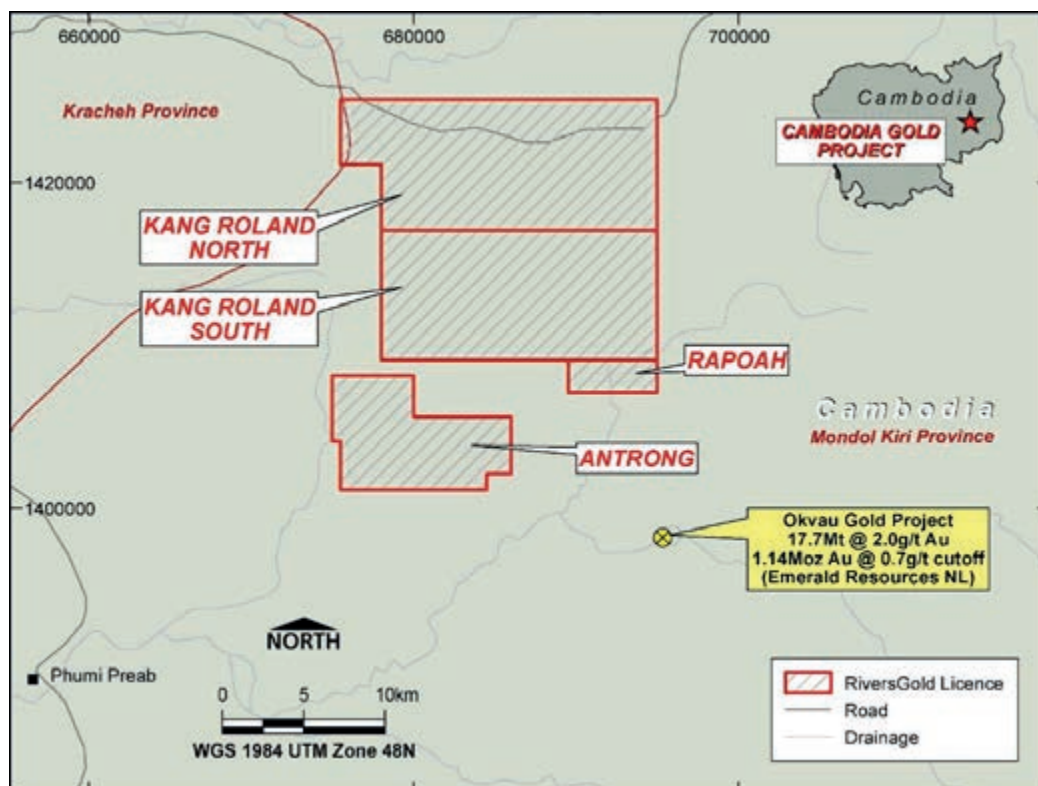 660000
680000
700000
Kracheh Province
Cambodia
CAMBODIA GOLD
PROJECT
1420000
KANG ROLAND
NORTH
KANG ROLAND
SOUTH
RAPOAH
Cambodia
Mondol Kiri Province
ANTRONG
1400000
Okvau Gold Project
17.7Mt @ 2.0g/t Au
1.14Moz Au @ 0.7g/t cutoff
(Emerald Resources NL)
NORTH
Phumi Preab
0 5 10km
WGS 1984 UTM Zone 48N
RiversGold Licence
Road
Drainage